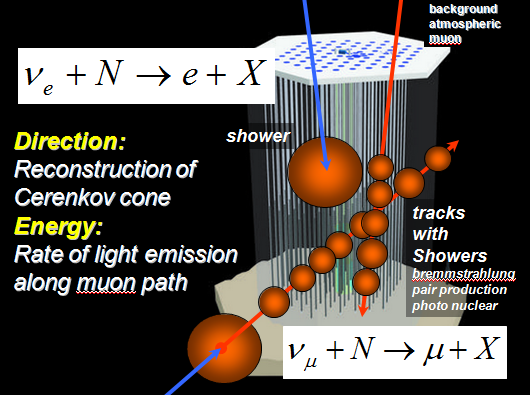 background
atmospheric
muon
νₑ + N → e + X
shower
Direction:
Reconstruction of
Cerenkov cone
Energy:
Rate of light emission
along muon path
tracks
with
Showers
bremmstrahlung
pair production
photo nuclear
ν_μ + N → μ + X